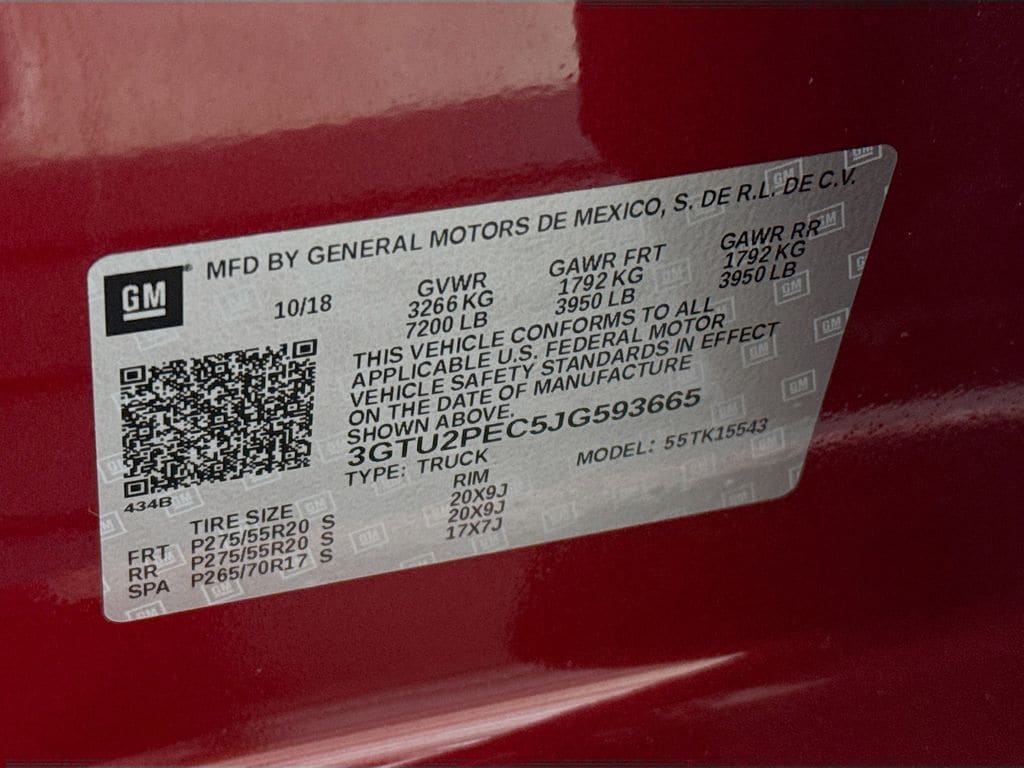 GM
MFD BY GENERAL MOTORS DE MEXICO, S. DE R.L. DE C.V.
10/18
GVWR GAWR FRT GAWR RR
3266 KG 1792 KG 1792 KG
7200 LB 3950 LB 3950 LB
THIS VEHICLE CONFORMS TO ALL
APPLICABLE U.S. FEDERAL MOTOR
VEHICLE SAFETY STANDARDS IN EFFECT
ON THE DATE OF MANUFACTURE
SHOWN ABOVE.
3GTU2PEC5JG593665
TYPE: TRUCK MODEL: 55TK15543
434B
TIRE SIZE RIM
FRT P275/55R20 S 20X9J
RR P275/55R20 S 20X9J
SPA P265/70R17 S 17X7J